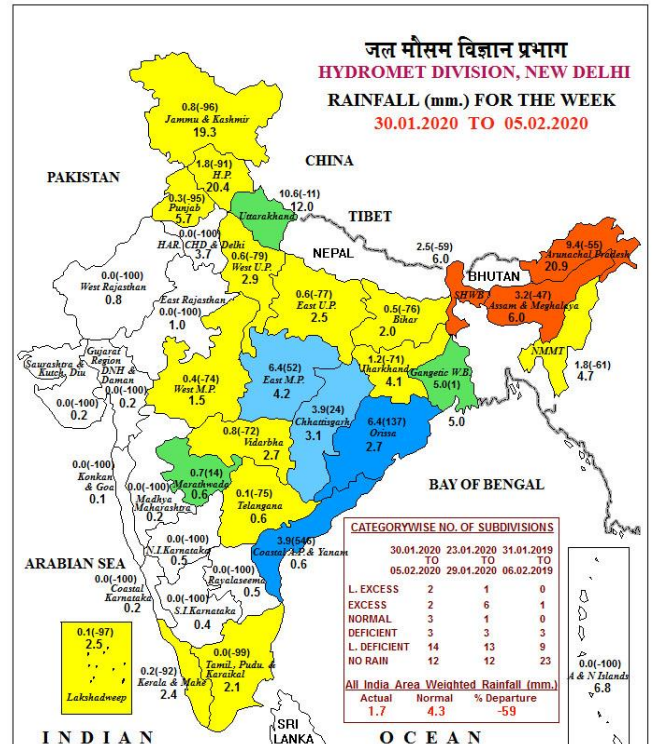 जल मौसम विज्ञान प्रभाग
HYDROMET DIVISION, NEW DELHI
RAINFALL (mm.) FOR THE WEEK
30.01.2020 TO 05.02.2020
0.8(-96)
Jammu & Kashmir
19.3
CHINA
1.8(-91)
H.P.
20.4
PAKISTAN
0.3(-95)
Punjab
5.7
10.6(-11)
12.0
Uttarakhand
TIBET
0.0(-100)
HAR. CHD & Delhi
3.7
NEPAL
0.6(-79)
West U.P.
2.9
2.5(-59)
6.0
BHUTAN
9.4(-55)
Arunachal Pradesh
20.9
0.0(-100)
West Rajasthan
0.8
East Rajasthan
0.0(-100)
1.0
0.6(-77)
East U.P.
2.5
0.5(-76)
Bihar
2.0
SHWB
3.2(-47)
Assam & Meghalaya
6.0
NMMT
1.8(-61)
4.7
Saurashtra &
Kutch, Diu
0.0(-100)
0.2
Gujarat
Region
DNH &
Daman
0.0(-100)
0.2
0.4(-74)
West M.P.
1.5
6.4(52)
East M.P.
4.2
1.2(-71)
Jharkhand
4.1
Gangetic W.B.
5.0(1)
5.0
3.9(24)
Chhattisgarh
3.1
6.4(137)
Orissa
2.7
0.8(-72)
Vidarbha
2.7
0.7(14)
Marathwada
0.6
0.0(-100)
Konkan
& Goa
0.1
0.0(-100)
Madhya
Maharashtra
0.2
0.1(-75)
Telangana
0.6
BAY OF BENGAL
3.9(546)
Coastal A.P. & Yanam
0.6
0.0(-100)
N.I.Karnataka
0.5
0.0(-100)
Rayalaseema
0.5
ARABIAN SEA
0.0(-100)
Coastal
Karnataka
0.2
0.0(-100)
S.I.Karnataka
0.4
0.1(-97)
2.5
Lakshadweep
0.2(-92)
Kerala & Mahe
2.4
0.0(-99)
Tamil, Pudu. &
Karaikal
2.1
CATEGORYWISE NO. OF SUBDIVISIONS
30.01.2020 23.01.2020 31.01.2019
TO TO TO
05.02.2020 29.01.2020 06.02.2019
L. EXCESS 2 1 0
EXCESS 2 6 1
NORMAL 3 1 0
DEFICIENT 3 3 3
L. DEFICIENT 14 13 9
NO RAIN 12 12 23
All India Area Weighted Rainfall (mm.)
Actual Normal % Departure
1.7 4.3 -59
0.0(-100)
A & N Islands
6.8
SRI
LANKA
INDIAN OCEAN